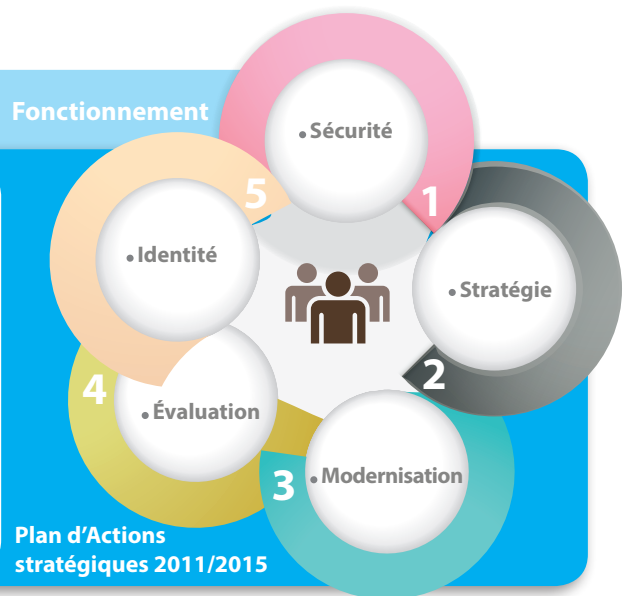 Fonctionnement
• Sécurité
1
• Stratégie
2
• Modernisation
3
• Évaluation
4
• Identité
5
Plan d’Actions
stratégiques 2011/2015